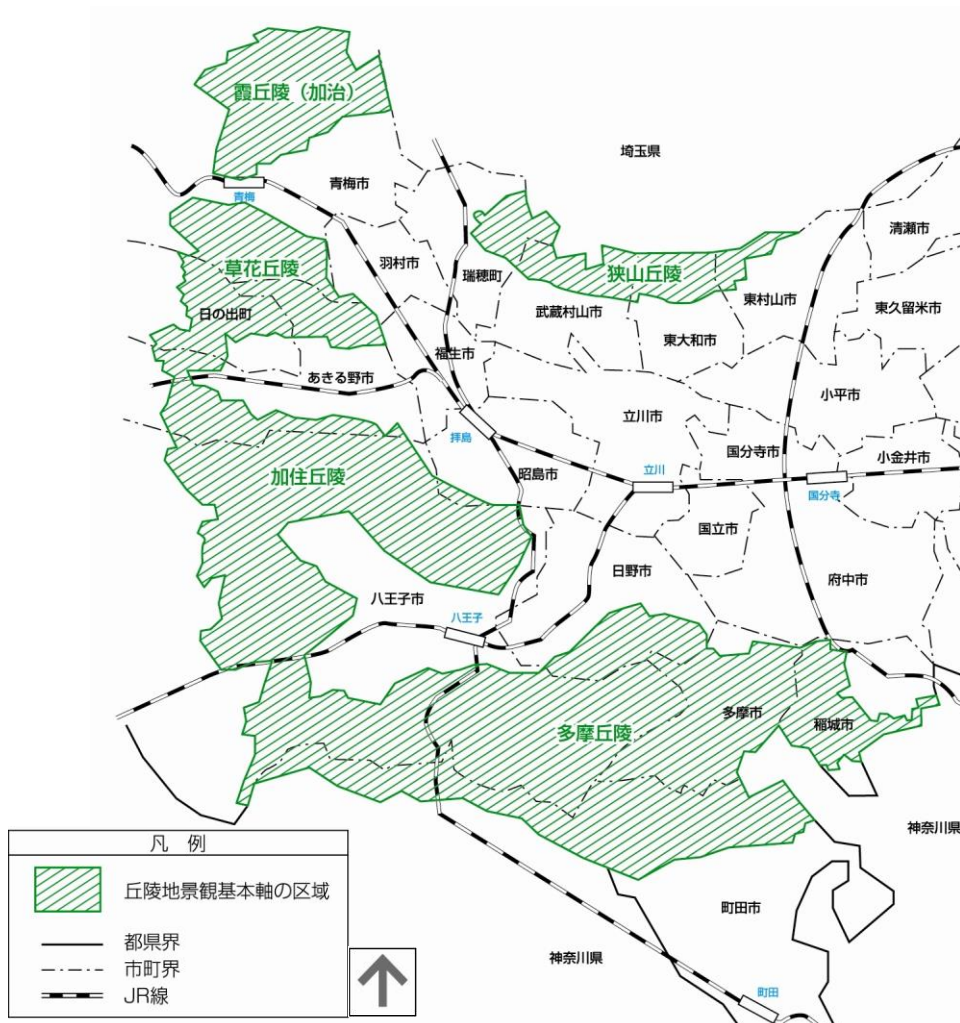 霞丘陵（加治）
埼玉県
青梅市
青梅
清瀬市
羽村市
草花丘陵
瑞穂町
狭山丘陵
東村山市
日の出町
武蔵村山市
東久留米市
東大和市
福生市
あきる野市
小平市
立川市
拝島
国分寺市
小金井市
加住丘陵
昭島市
立川
国分寺
国立市
日野市
府中市
八王子市
八王子
多摩市
稲城市
多摩丘陵
神奈川県
町田市
神奈川県
町田
凡 例
丘陵地景観基本軸の区域
都県界
市町界
JR線